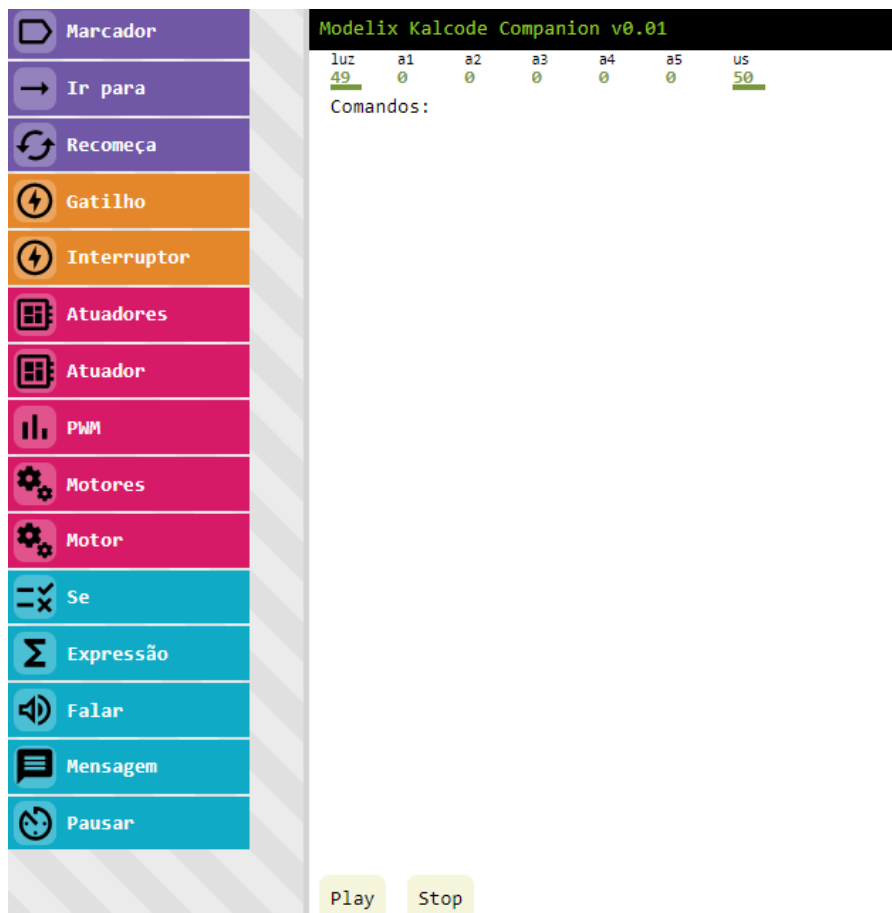 Marcador
Ir para
Recomeça
Gatilho
Interruptor
Atuadores
Atuador
PWM
Motores
Motor
Se
Expressão
Falar
Mensagem
Pausar
Modelix Kalcode Companion v0.01
luz a1 a2 a3 a4 a5 us
49 0 0 0 0 0 50
Comandos:
Play Stop